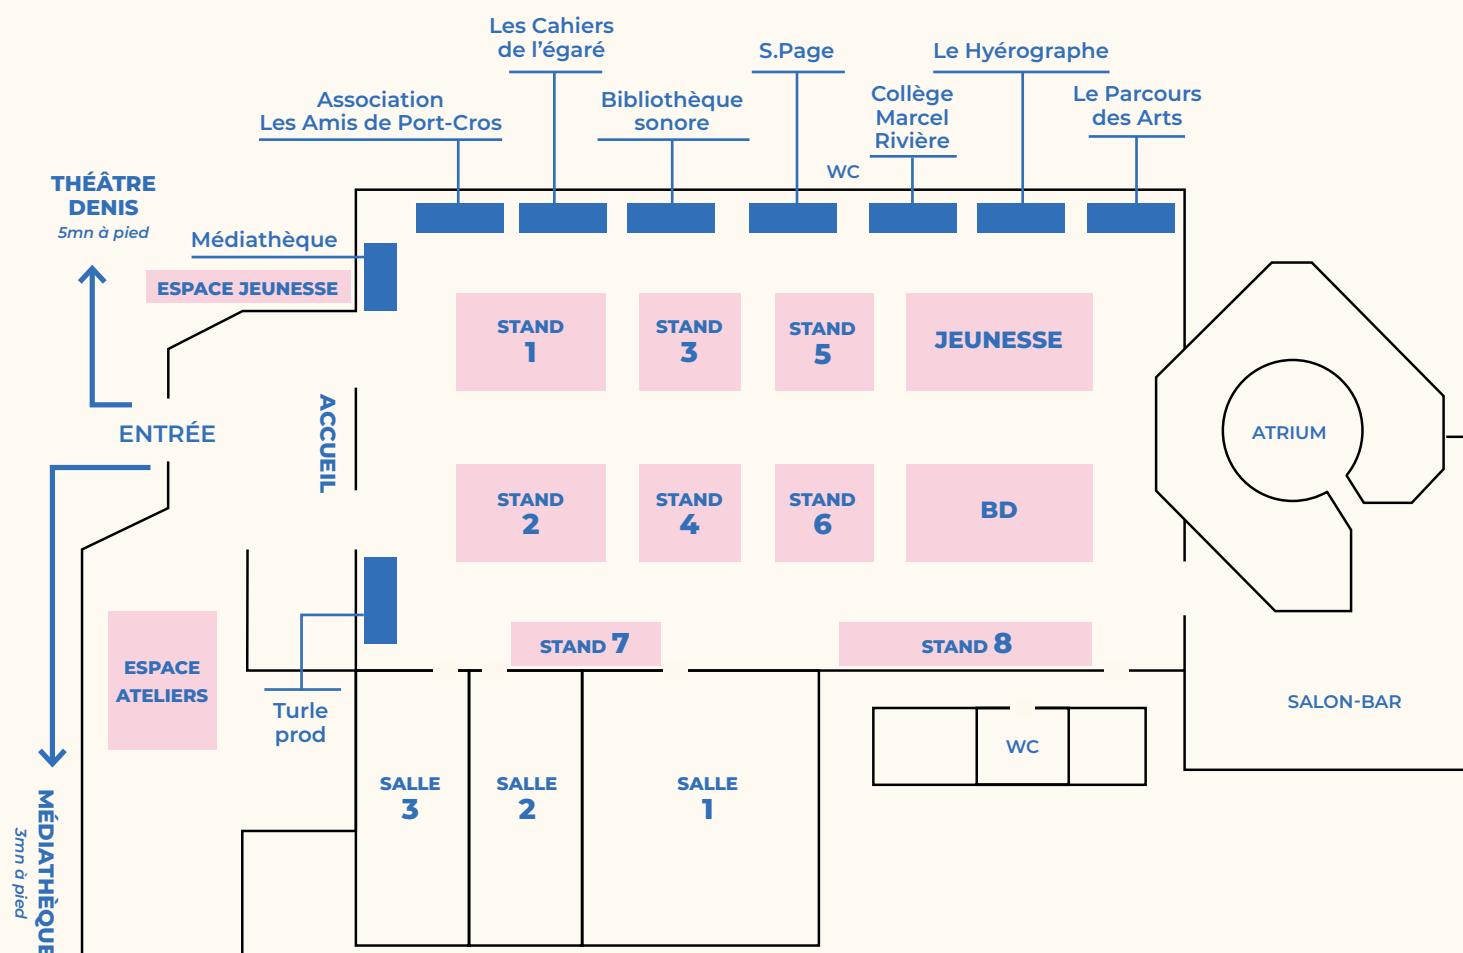 Les Cahiers
de l’égaré
S.Page
Le Hyérographe
Association
Les Amis de Port-Cros
Bibliothèque
sonore
Collège
Marcel
Rivière
Le Parcours
des Arts
WC
THÉÂTRE
DENIS
5mn à pied
Médiathèque
ESPACE JEUNESSE
STAND
1
STAND
3
STAND
5
JEUNESSE
ENTRÉE
ACCUEIL
ATRIUM
STAND
2
STAND
4
STAND
6
BD
STAND 7
STAND 8
ESPACE
ATELIERS
Turle
prod
SALON-BAR
WC
SALLE
3
SALLE
2
SALLE
1
MÉDIATHÈQUE
3mn à pied